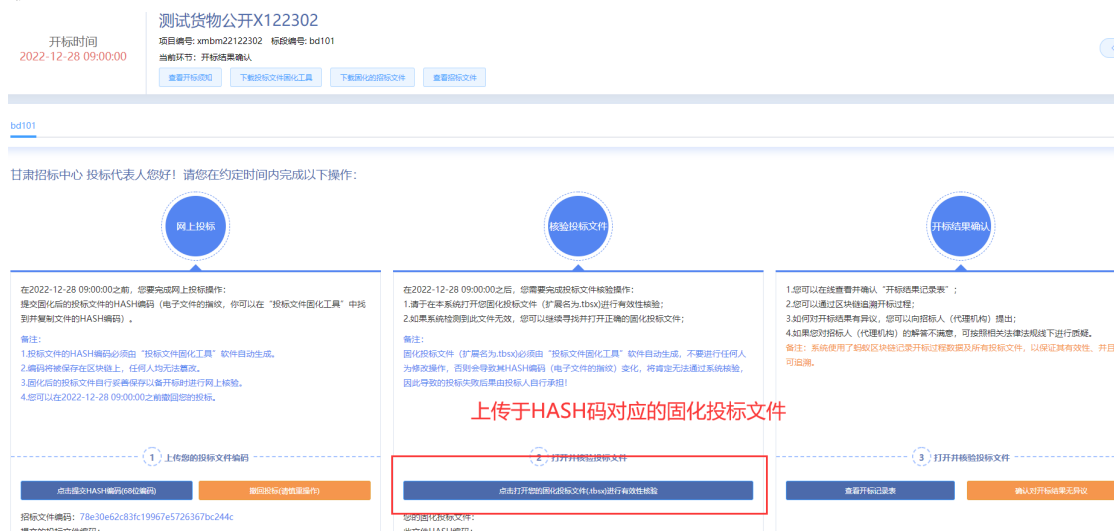 开标时间
2022-12-28 09:00:00
测试货物公开X122302
项目编号: xmbm22122302 标段编号: bd101
当前环节: 开标结果确认
查看开标须知 下载投标文件固化工具 下载固化的招标文件 查看招标文件
bd101
甘肃招标中心 投标代表人您好！请您在约定时间内完成以下操作：
网上投标
在2022-12-28 09:00:00之前，您要完成网上投标操作：
提交固化后的投标文件的HASH编码（电子文件的指纹，你可以在“投标文件固化工具”中找
到并复制文件的HASH编码）。
备注：
1.投标文件的HASH编码必须由“投标文件固化工具”软件自动生成。
2.编码将被保存在区块链上，任何人均无法篡改。
3.固化后的投标文件自行妥善保存以备开标时进行网上核验。
4.您可以在2022-12-28 09:00:00之前撤回您的投标。
1 上传您的投标文件编码
点击提交HASH编码(68位编码) 撤回投标(请慎重操作)
招标文件编码：78e30e62c83fc19967e5726367bc244c
提交的投标文件编码：
核验投标文件
在2022-12-28 09:00:00之后，您需要完成投标文件核验操作：
1.请于在本系统打开您固化投标文件（扩展名为.tbsx)进行有效性核验；
2.如果系统检测到此文件无效，您可以继续寻找并打开正确的固化投标文件；
备注：
固化投标文件（扩展名为.tbsx)必须由“投标文件固化工具”软件自动生成，不要进行任何人
为修改操作，否则会导致其HASH编码（电子文件的指纹）变化，将肯定无法通过系统核验，
因此导致的投标失败后果由投标人自行承担！
上传于HASH码对应的固化投标文件
2 打开并核验投标文件
点击打开您的固化投标文件(.tbsx)进行有效性核验
您的固化投标文件：
此文件HASH编码：
开标结果确认
1.您可以在线查看并确认“开标结果记录表”；
2.您可以通过区块链追溯开标过程；
3.如何对开标结果有异议，您可以向招标人（代理机构）提出；
4.如果您对招标人（代理机构）的解答不满意，可按照相关法律法规线下进行质疑。
备注：系统使用了蚂蚁区块链记录开标过程数据及所有投标文件，以保证其有效性，并且
可追溯。
3 打开并核验投标文件
查看开标记录表 确认对开标结果无异议